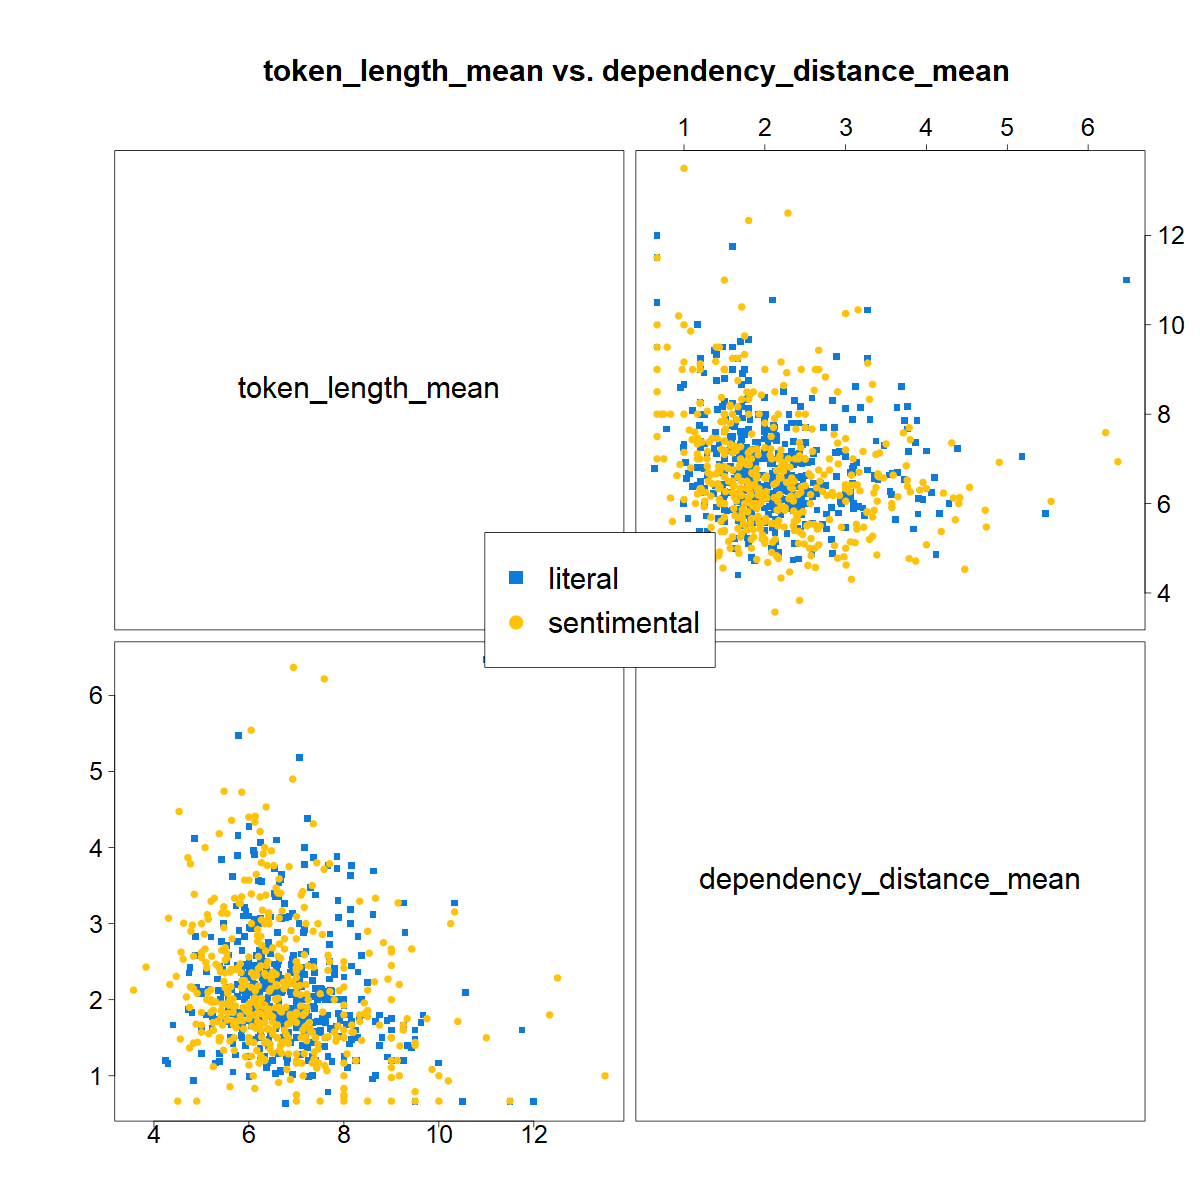 token_length_mean vs. dependency_distance_mean
1 2 3 4 5 6
token_length_mean
12
10
8
6
4
literal
sentimental
6
5
4
3
2
1
dependency_distance_mean
4 6 8 10 12